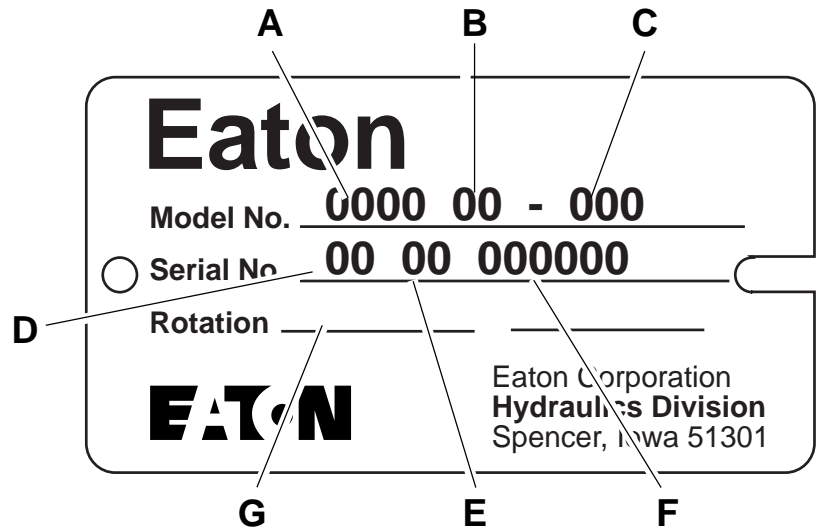 A B C
Eaton
Model No. 0000 00 - 000
Serial No. 00 00 000000
D
Rotation
EATON
Eaton Corporation
Hydraulics Division
Spencer, Iowa 51301
G E F